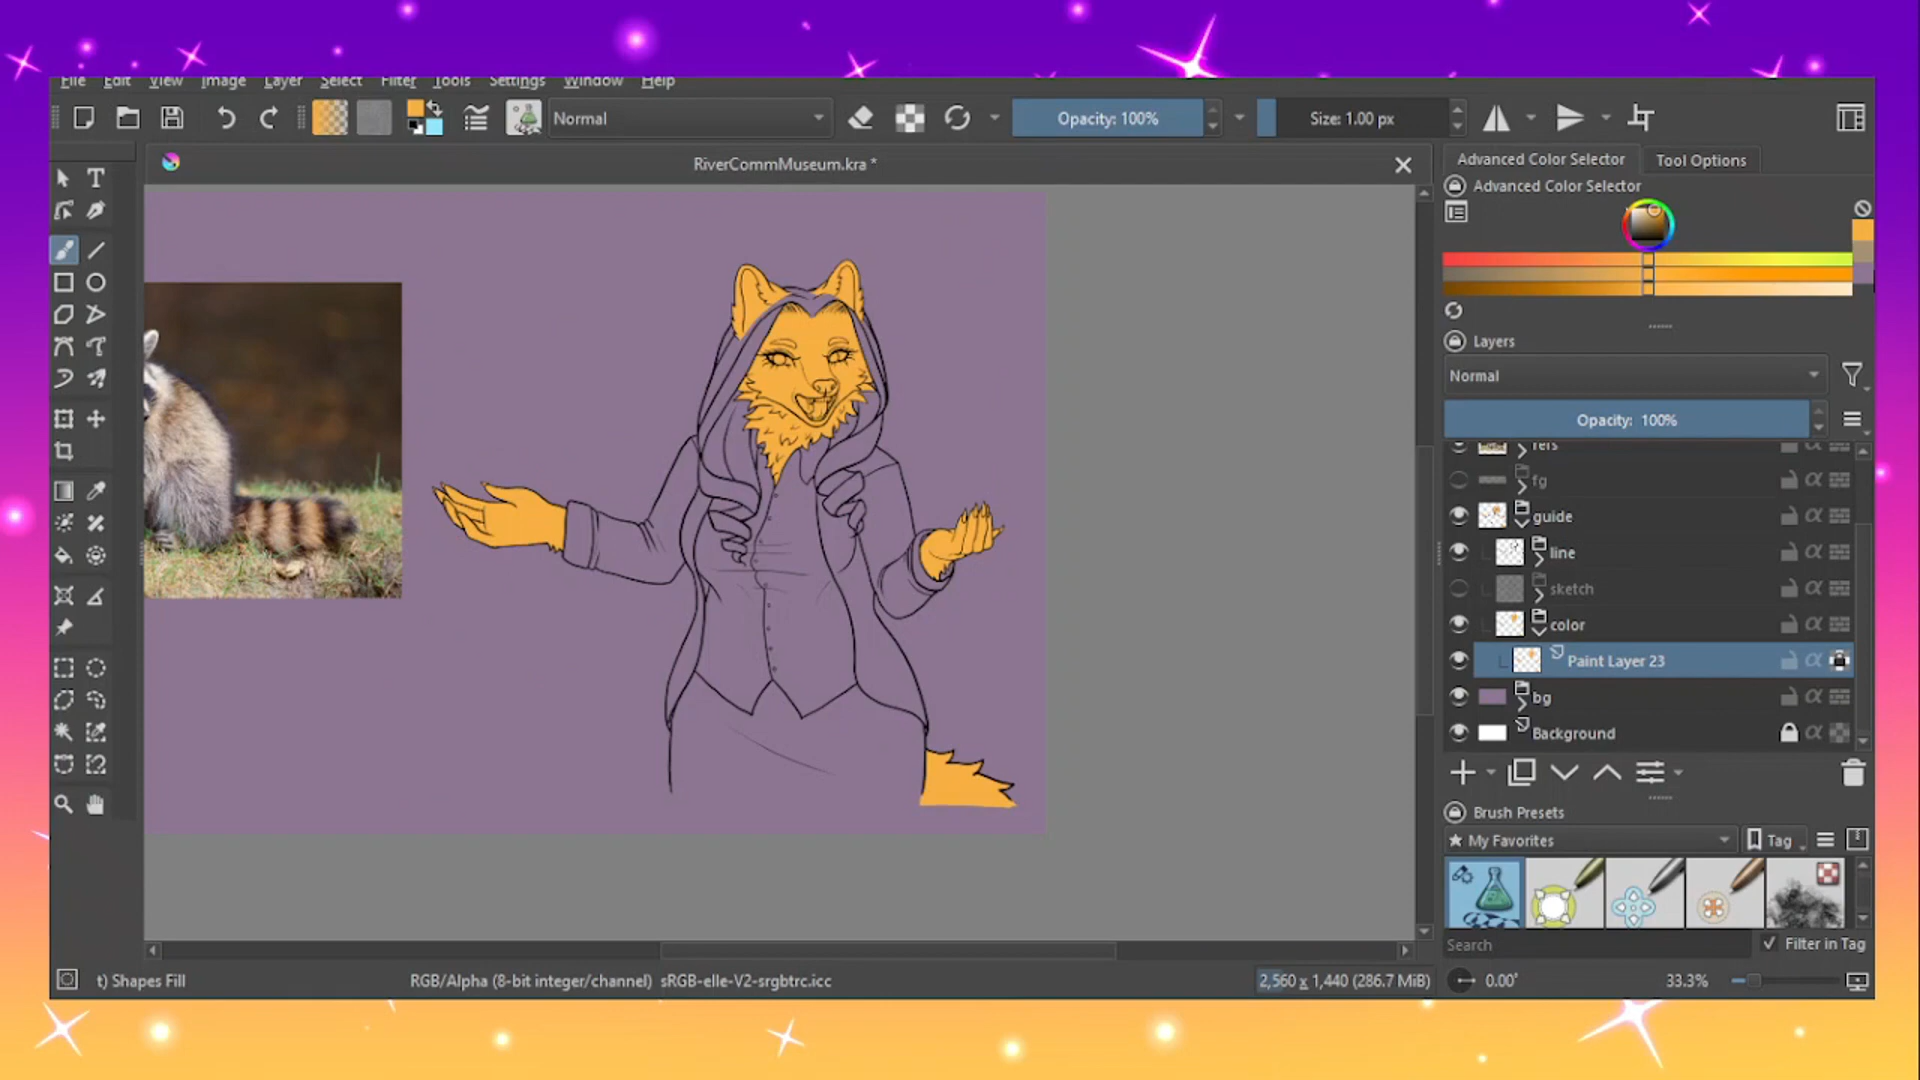 File Edit View Image Layer Select Filter Tools Settings Window Help
Normal Opacity: 100% Size: 1.00 px
RiverCommMuseum.kra *
Advanced Color Selector Tool Options
Advanced Color Selector
Layers
Normal
Opacity: 100%
refs
fg
guide
line
sketch
color
Paint Layer 23
bg
Background
Brush Presets
My Favorites Tag
Search Filter in Tag
t) Shapes Fill RGB/Alpha (8-bit integer/channel) sRGB-elle-V2-srgbtrc.icc 2,560 x 1,440 (286.7 MiB) 0.00° 33.3%